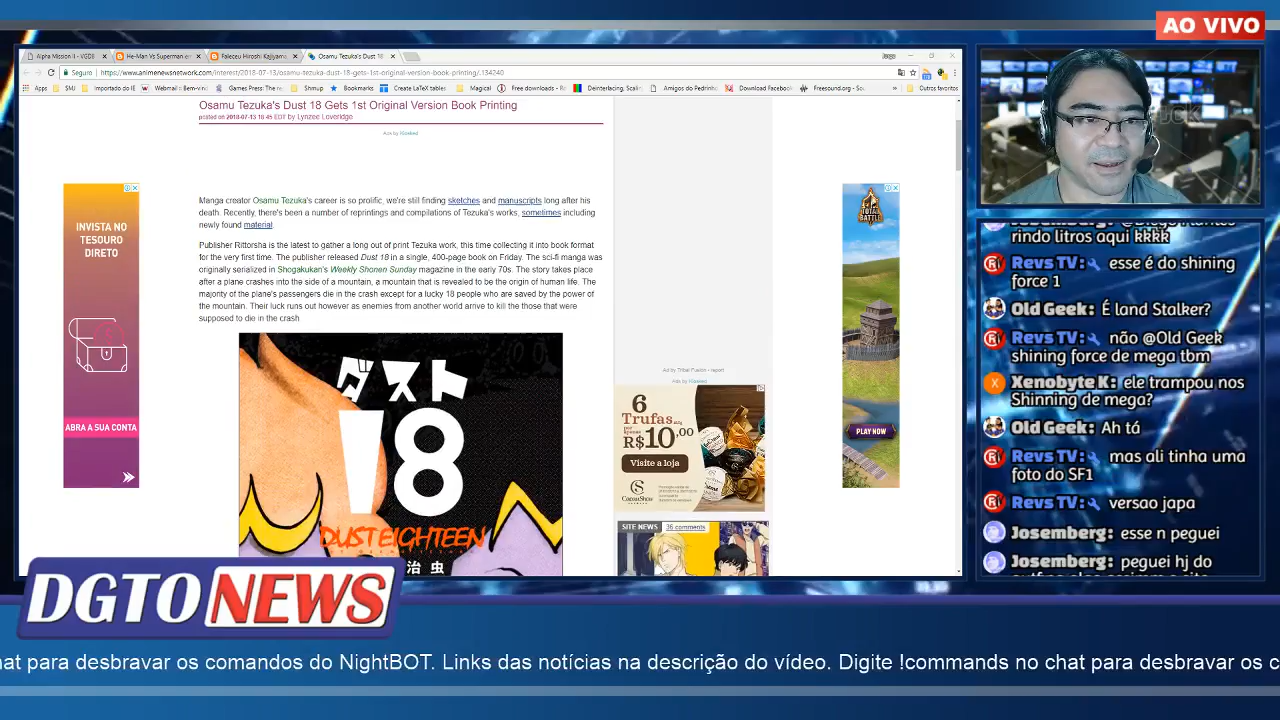 AO VIVO
Alpha Mission II - VGDB
He-Man Vs Superman em
Faleceu Hiroshi Kajiyama
Osamu Tezuka's Dust 18
Seguro
https://www.animenewsnetwork.com/interest/2018-07-13/osamu-tezuka-dust-18-gets-1st-original-version-book-printing/.134240
Apps
SMJ
Importado do IE
Webmail :: Bem-vind
Games Press: The res
YouTube
Bookmarks
Create LaTeX tables
Magical
Free downloads - Ro
Deinterlacing, Scalin
Amigos do Pedrinho
Download Facebook
Freesound.org - Sou
»
Outros favoritos
Osamu Tezuka's Dust 18 Gets 1st Original Version Book Printing
posted on 2018-07-13 18:45 EDT by Lynzee Loveridge
Manga creator Osamu Tezuka's career is so prolific, we're still finding sketches and manuscripts long after his
death. Recently, there's been a number of reprintings and compilations of Tezuka's works, sometimes including
newly found material.
Publisher Rittorsha is the latest to gather a long out of print Tezuka work, this time collecting it into book format
for the very first time. The publisher released Dust 18 in a single, 400-page book on Friday. The sci-fi manga was
originally serialized in Shogakukan's Weekly Shonen Sunday magazine in the early 70s. The story takes place
after a plane crashes into the side of a mountain, a mountain that is revealed to be the origin of human life. The
majority of the plane's passengers die in the crash except for a lucky 18 people who are saved by the power of
the mountain. Their luck runs out however as enemies from another world arrive to kill the those that were
supposed to die in the crash
INVISTA NO
TESOURO
DIRETO
ABRA A SUA CONTA
ダスト
18
DUST EIGHTEEN
治虫
Ad by Tribal Fusion - report
6
Trufas
por apenas
R$10,00
Visite a loja
CACAU SHOW
SITE NEWS
36 comments
TOTAL
BATTLE
PLAY NOW
rindo litros aqui kkkk
Revs TV: esse é do shining
force 1
Old Geek: É land Stalker?
Revs TV: não @Old Geek
shining force de mega tbm
Xenobyte K: ele trampou nos
Shinning de mega?
Old Geek: Ah tá
Revs TV: mas ali tinha uma
foto do SF1
Revs TV: versao japa
Josemberg: esse n peguei
Josemberg: peguei hj do
DGTO NEWS
hat para desbravar os comandos do NightBOT. Links das notícias na descrição do vídeo. Digite !commands no chat para desbravar os c